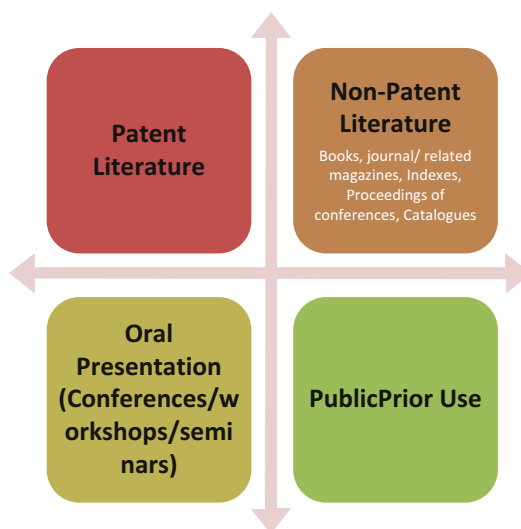 Patent
Literature
Non-Patent
Literature
Books, journal/ related
magazines, Indexes,
Proceedings of
conferences, Catalogues
Oral
Presentation
(Conferences/w
orkshops/semi
nars)
PublicPrior Use